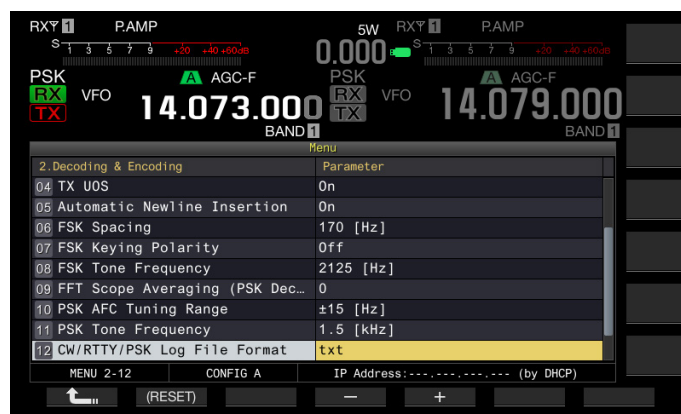 RX 1 P.AMP 5W RX 1 P.AMP
S 1 3 5 7 9 +20 +40 +60dB 0.000 S 1 3 5 7 9 +20 +40 +60dB
PSK A AGC-F PSK A AGC-F
RX VFO 14.073.000 RX VFO 14.079.000
TX TX
BAND 1 BAND 1
Menu
2.Decoding & Encoding Parameter
04 TX UOS On
05 Automatic Newline Insertion On
06 FSK Spacing 170 [Hz]
07 FSK Keying Polarity Off
08 FSK Tone Frequency 2125 [Hz]
09 FFT Scope Averaging (PSK Dec... 0
10 PSK AFC Tuning Range ±15 [Hz]
11 PSK Tone Frequency 1.5 [kHz]
12 CW/RTTY/PSK Log File Format txt
MENU 2-12 CONFIG A IP Address:---.---.---.--- (by DHCP)
(RESET) − +